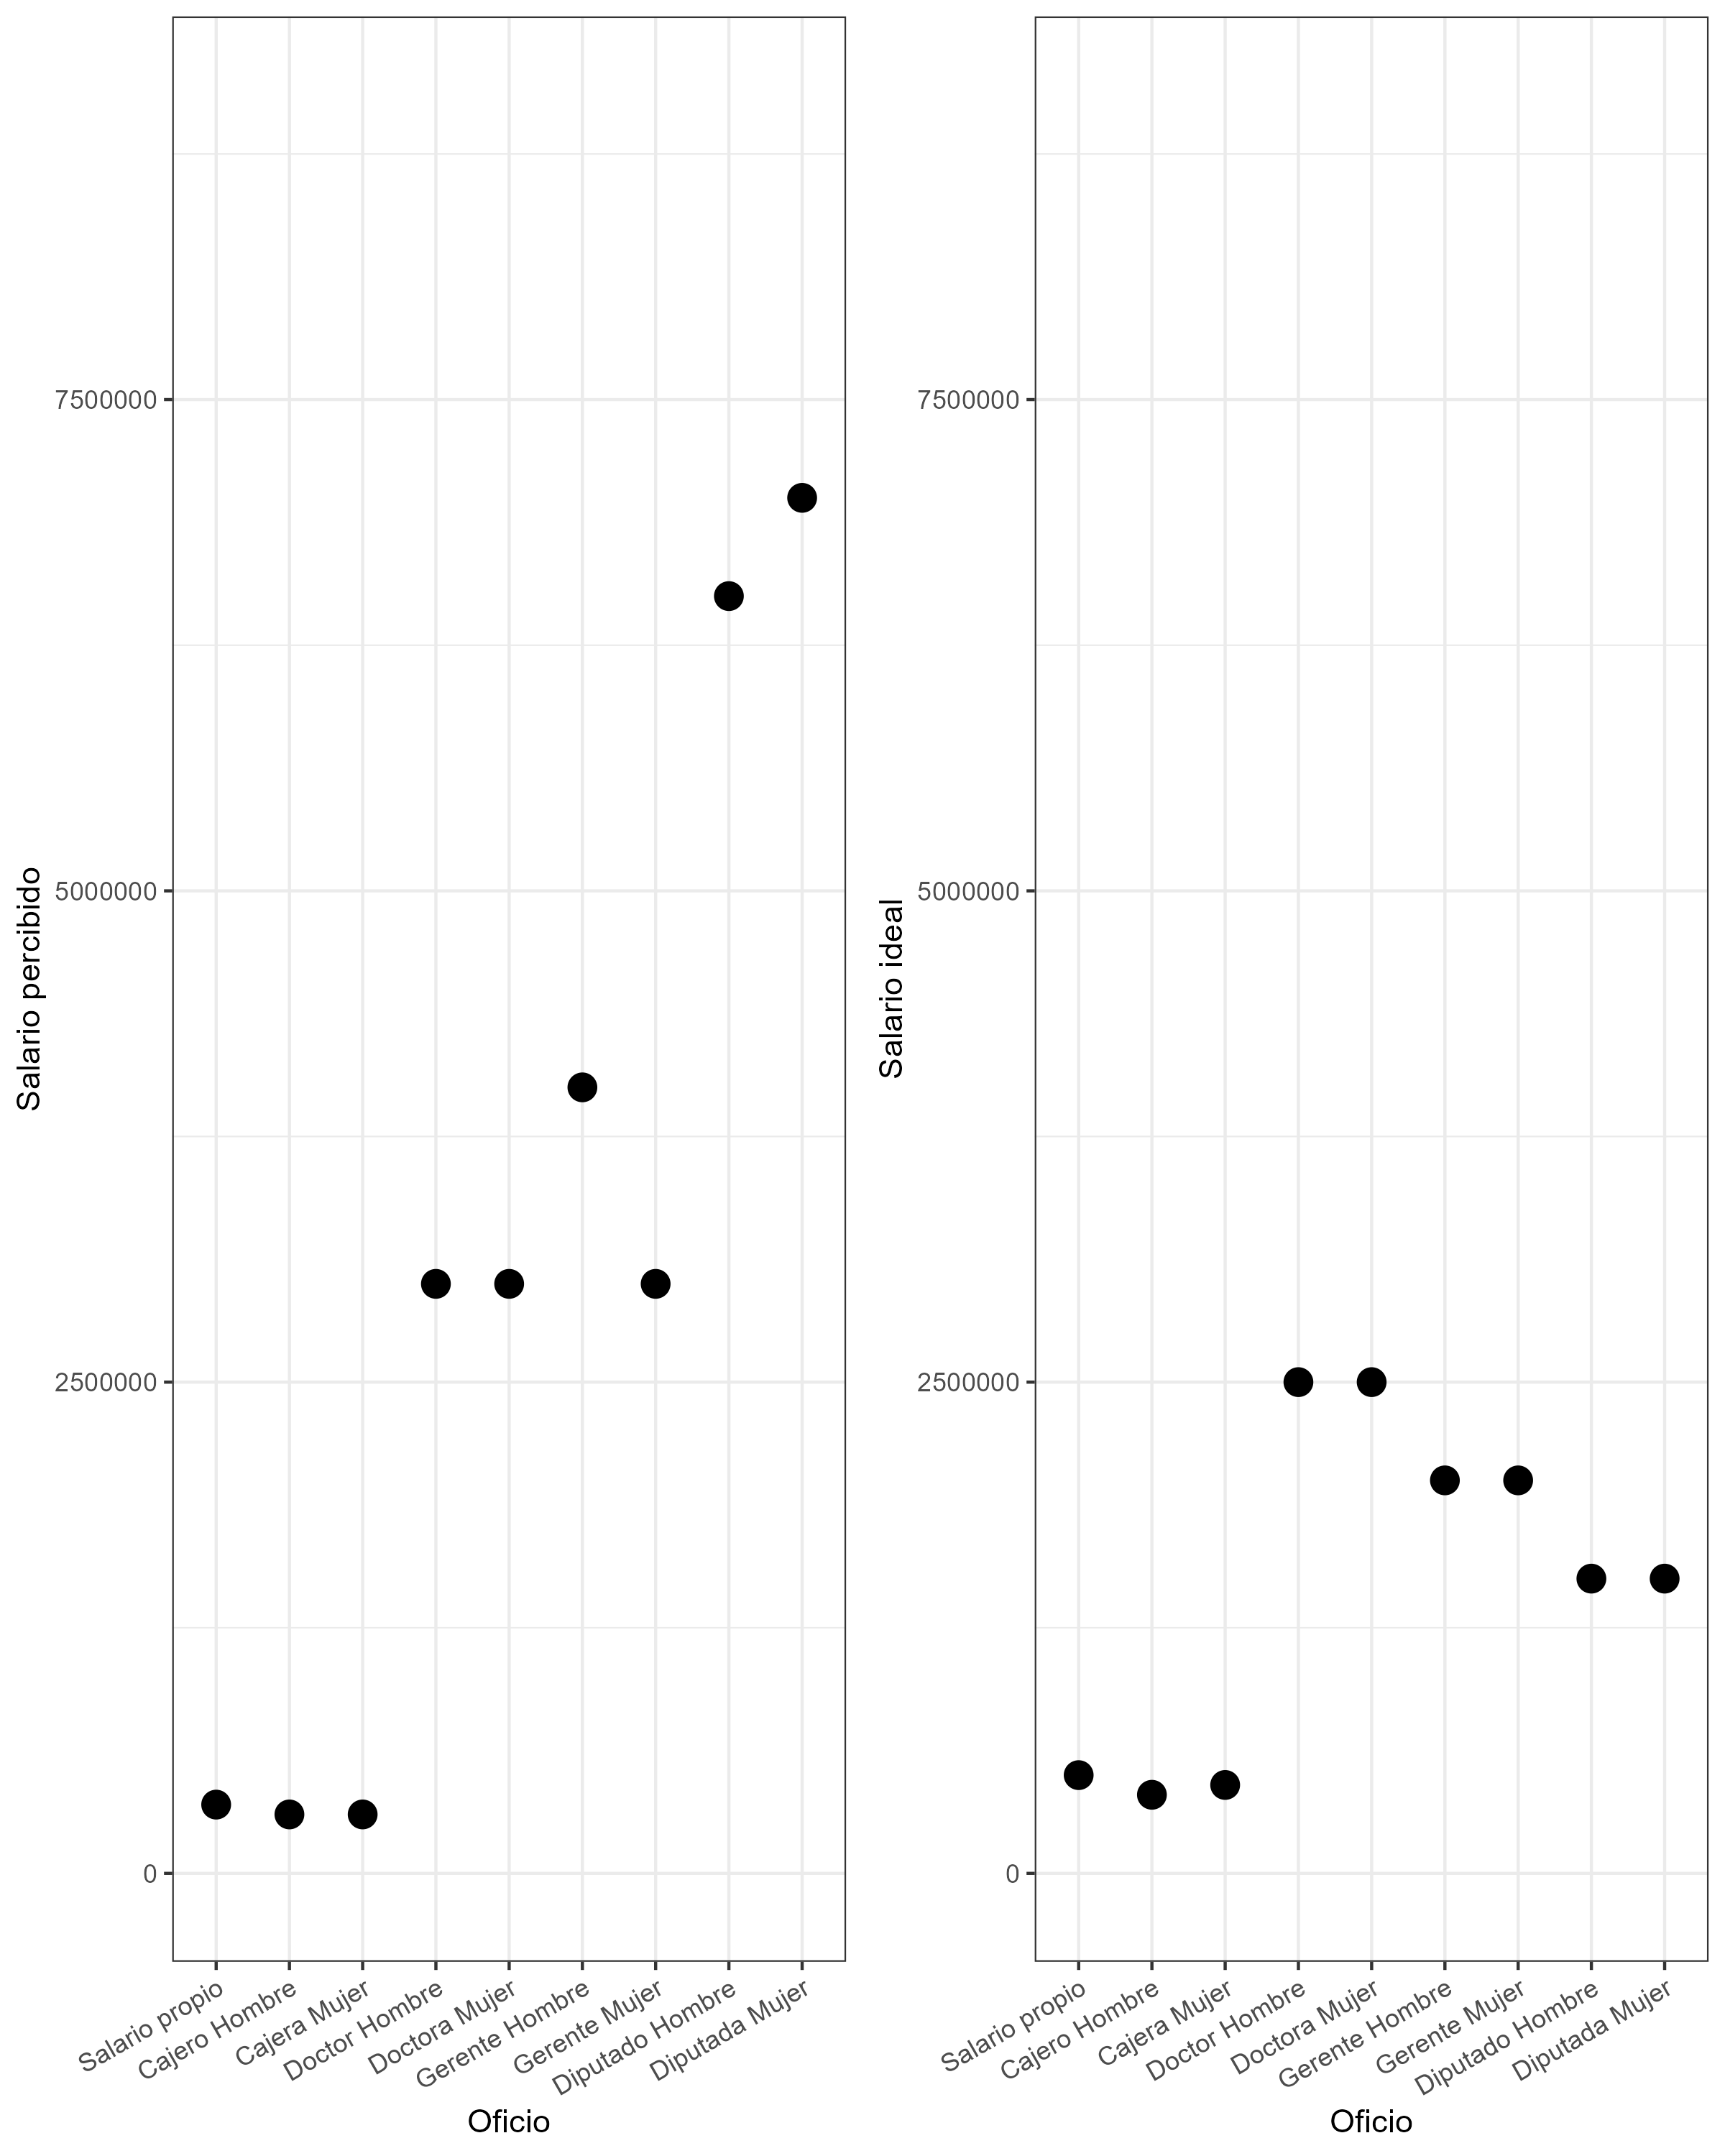 Salario percibido
7500000
5000000
2500000
0
Salario propio
Cajero Hombre
Cajera Mujer
Doctor Hombre
Doctora Mujer
Gerente Hombre
Gerente Mujer
Diputado Hombre
Diputada Mujer
Oficio
Salario ideal
7500000
5000000
2500000
0
Salario propio
Cajero Hombre
Cajera Mujer
Doctor Hombre
Doctora Mujer
Gerente Hombre
Gerente Mujer
Diputado Hombre
Diputada Mujer
Oficio